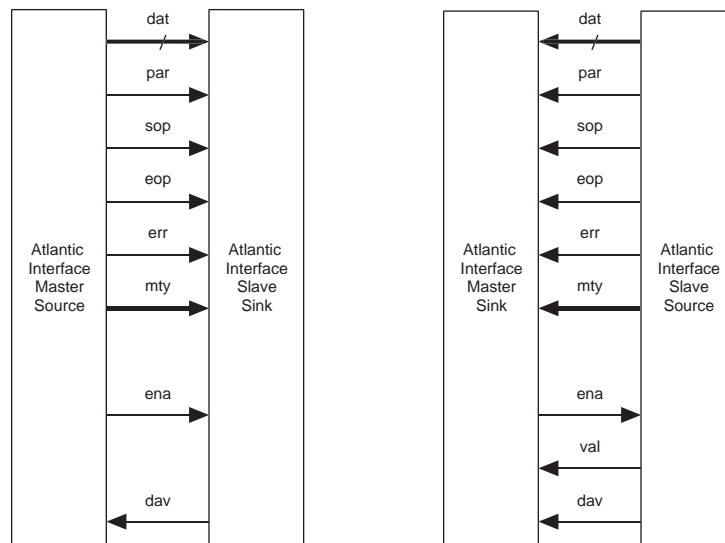 dat
par
sop
eop
err
mty
ena
dav
Atlantic
Interface
Master
Source
Atlantic
Interface
Slave
Sink
dat
par
sop
eop
err
mty
ena
val
dav
Atlantic
Interface
Master
Sink
Atlantic
Interface
Slave
Source